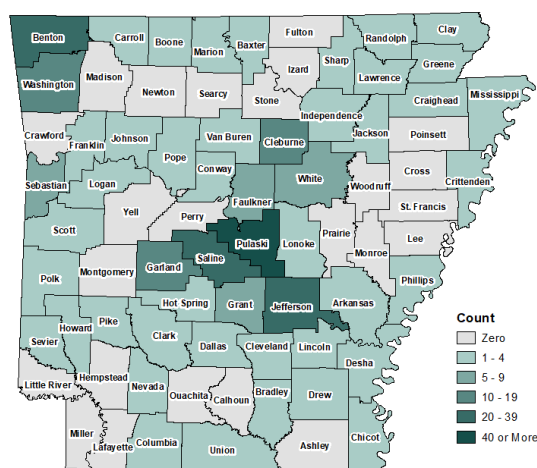 Benton
Carroll
Boone
Marion
Baxter
Fulton
Randolph
Clay
Washington
Madison
Newton
Searcy
Stone
Izard
Sharp
Lawrence
Greene
Craighead
Mississippi
Crawford
Franklin
Johnson
Van Buren
Cleburne
Independence
Jackson
Poinsett
Sebastian
Logan
Pope
Conway
Faulkner
White
Woodruff
Cross
Crittenden
St. Francis
Scott
Yell
Perry
Pulaski
Lonoke
Prairie
Monroe
Lee
Polk
Montgomery
Garland
Saline
Phillips
Hot Spring
Grant
Jefferson
Arkansas
Sevier
Howard
Pike
Clark
Dallas
Cleveland
Lincoln
Desha
Little River
Hempstead
Nevada
Ouachita
Calhoun
Bradley
Drew
Miller
Lafayette
Columbia
Union
Ashley
Chicot
Count
Zero
1 - 4
5 - 9
10 - 19
20 - 39
40 or More